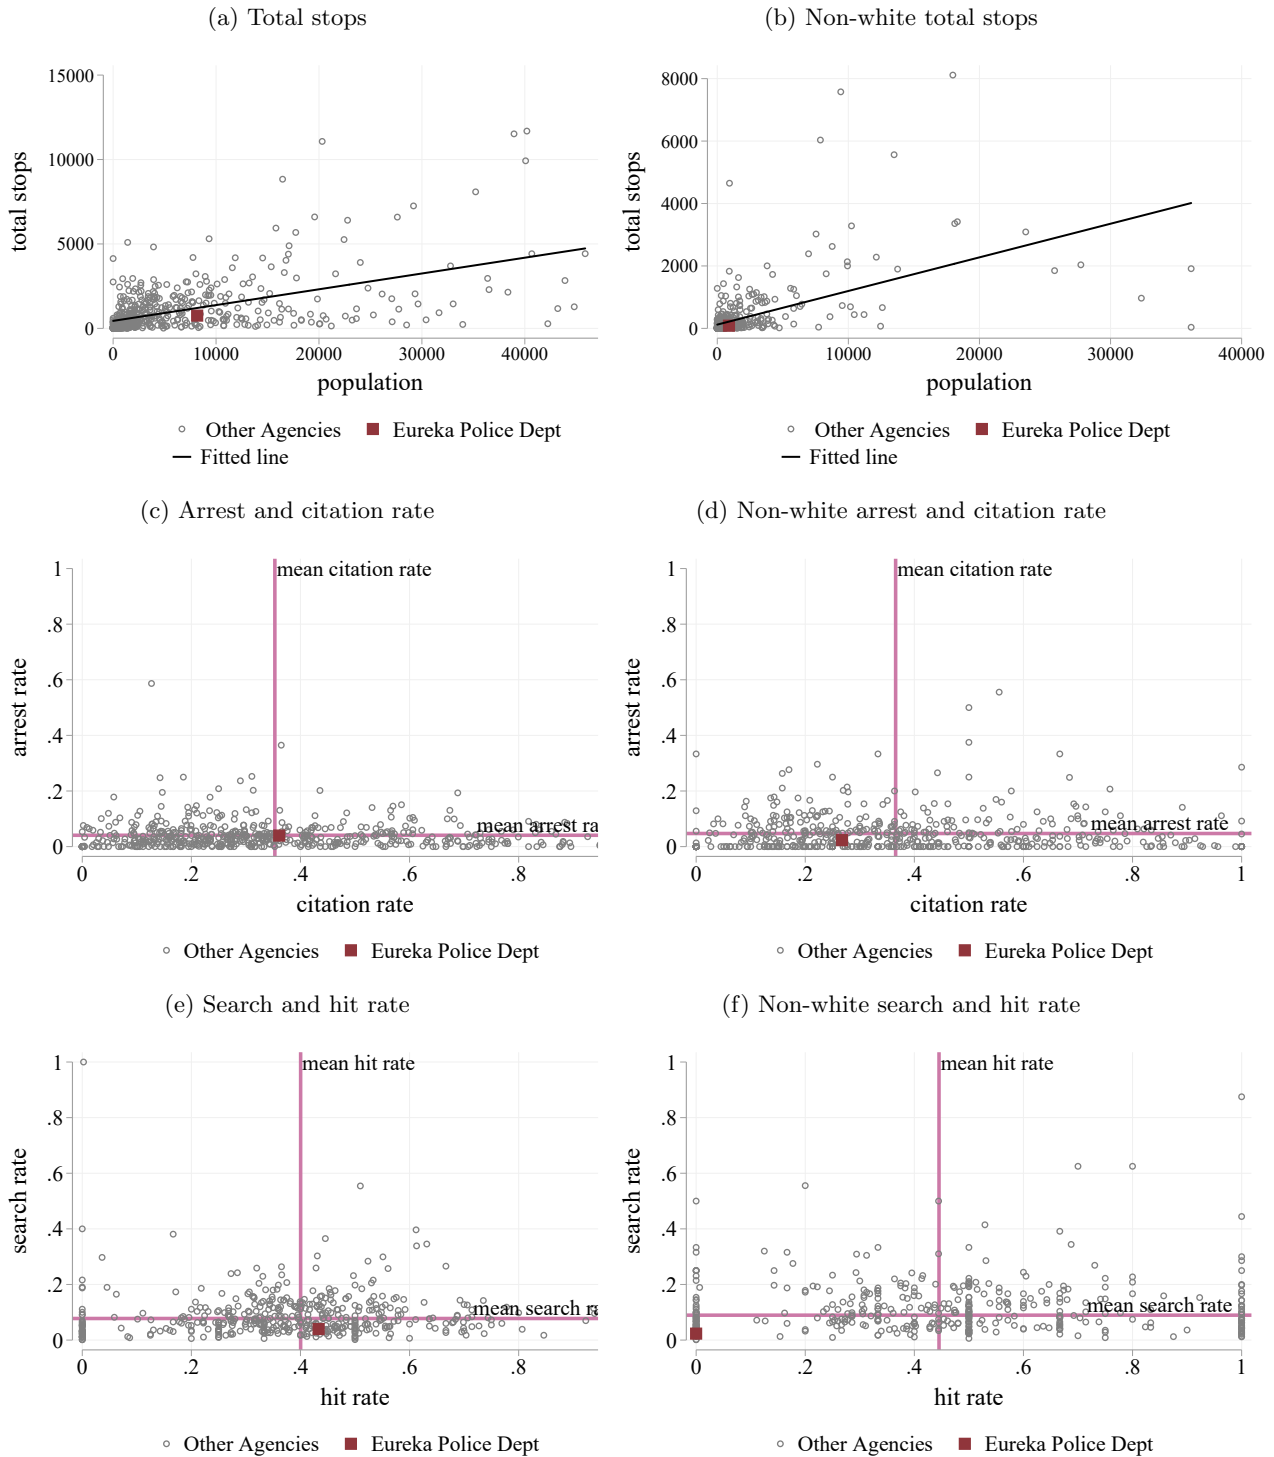 (a) Total stops
(b) Non-white total stops
15000
10000
5000
0
total stops
0 10000 20000 30000 40000
population
Other Agencies Eureka Police Dept
Fitted line
8000
6000
4000
2000
0
total stops
0 10000 20000 30000 40000
population
Other Agencies Eureka Police Dept
Fitted line
(c) Arrest and citation rate
(d) Non-white arrest and citation rate
mean citation rate
1
.8
.6
.4
.2
0
arrest rate
mean arrest ra
0 .2 .4 .6 .8
citation rate
Other Agencies Eureka Police Dept
mean citation rate
1
.8
.6
.4
.2
0
arrest rate
mean arrest rate
0 .2 .4 .6 .8 1
citation rate
Other Agencies Eureka Police Dept
(e) Search and hit rate
(f) Non-white search and hit rate
mean hit rate
1
.8
.6
.4
.2
0
search rate
mean search ra
0 .2 .4 .6 .8
hit rate
Other Agencies Eureka Police Dept
mean hit rate
1
.8
.6
.4
.2
0
search rate
mean search rate
0 .2 .4 .6 .8 1
hit rate
Other Agencies Eureka Police Dept